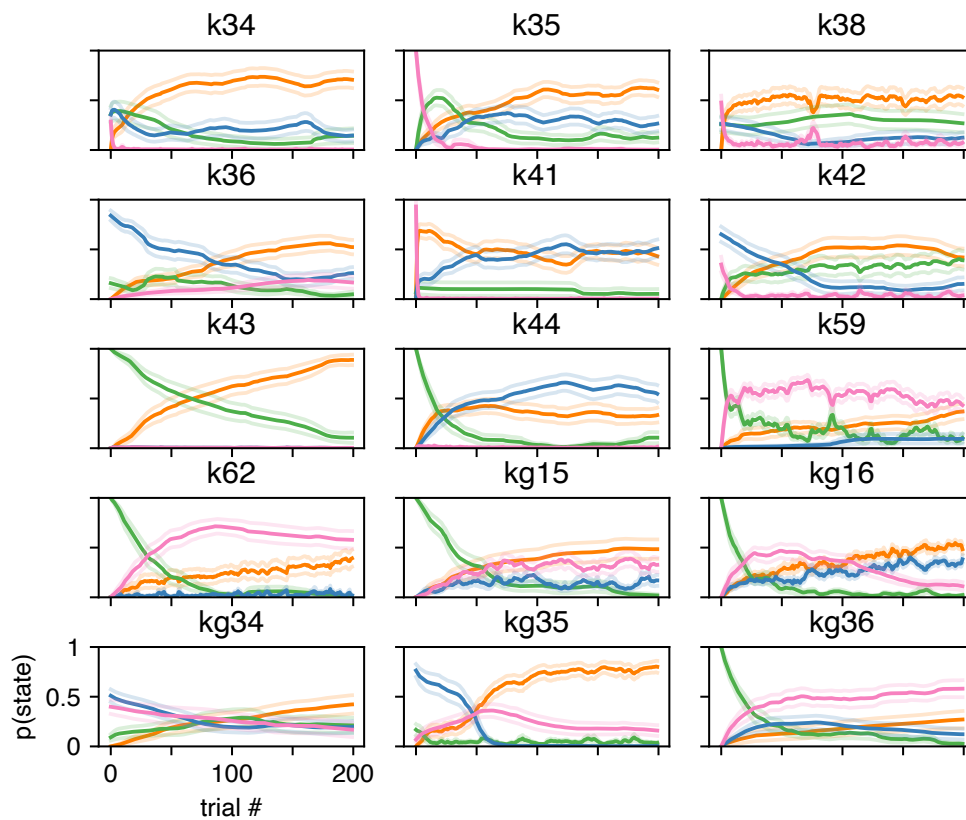 k34 k35 k38
k36 k41 k42
k43 k44 k59
k62 kg15 kg16
kg34 kg35 kg36
1
0.5
0
p(state)
0 100 200
trial #